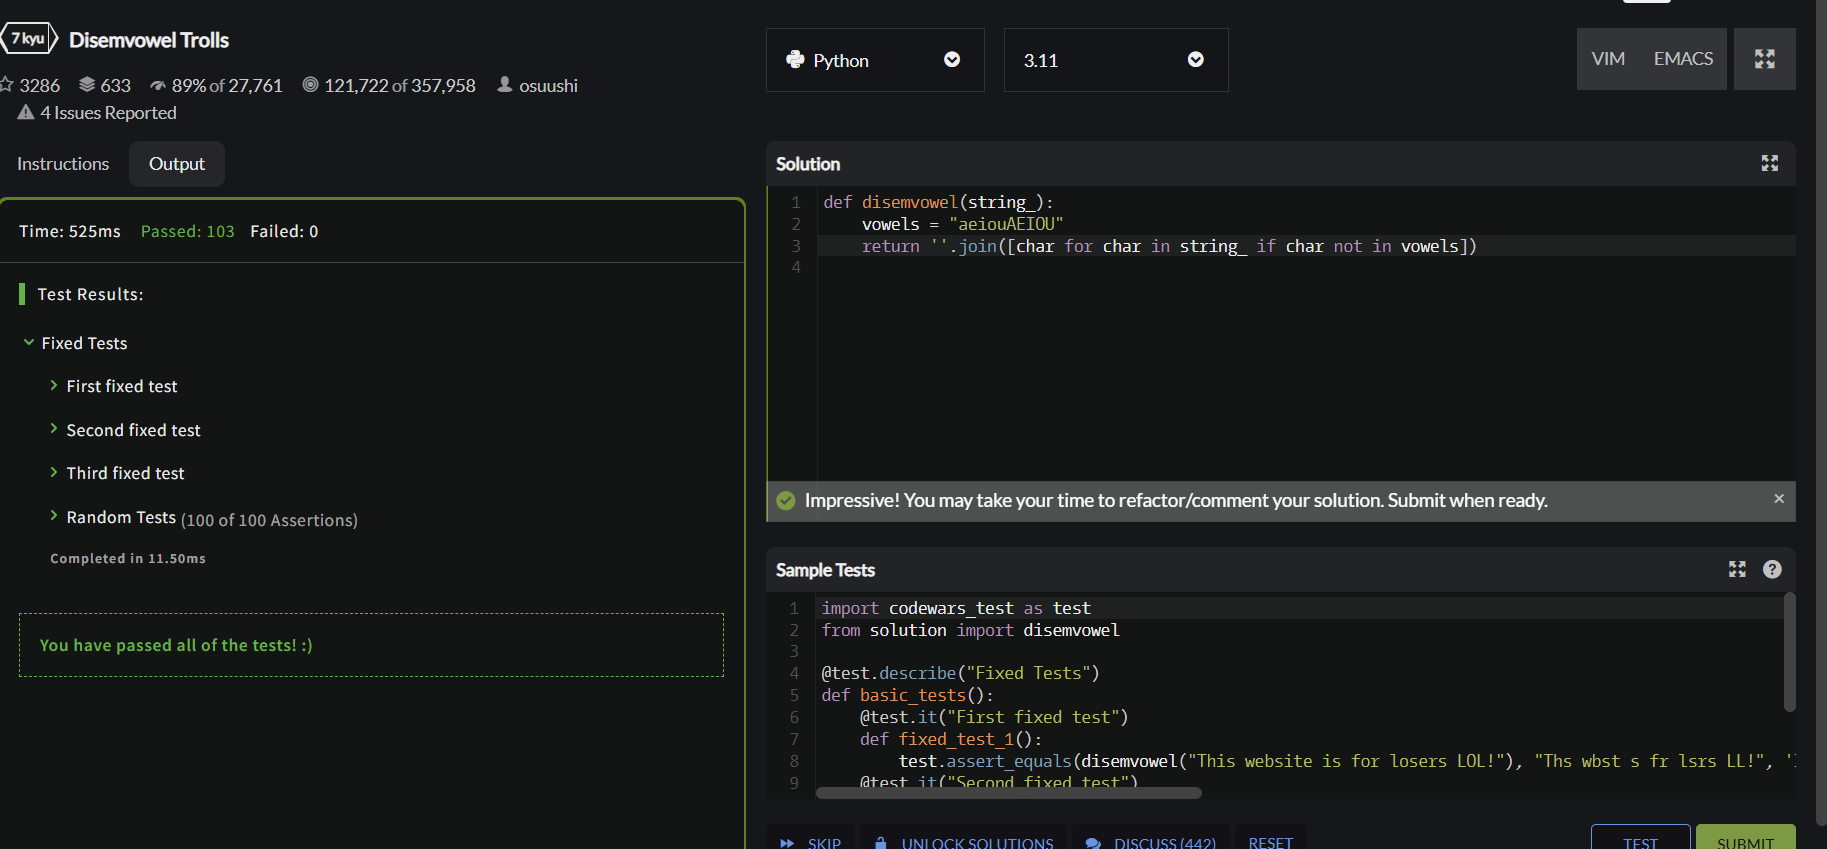 7 kyu Disemvowel Trolls
3286 633 89% of 27,761 121,722 of 357,958 osuushi
4 Issues Reported
Instructions Output
Time: 525ms Passed: 103 Failed: 0
Test Results:
Fixed Tests
First fixed test
Second fixed test
Third fixed test
Random Tests (100 of 100 Assertions)
Completed in 11.50ms
You have passed all of the tests! :)
Python 3.11 VIM EMACS
Solution
1 def disemvowel(string_):
2 vowels = "aeiouAEIOU"
3 return ''.join([char for char in string_ if char not in vowels])
4
Impressive! You may take your time to refactor/comment your solution. Submit when ready. ×
Sample Tests ?
1 import codewars_test as test
2 from solution import disemvowel
3
4 @test.describe("Fixed Tests")
5 def basic_tests():
6 @test.it("First fixed test")
7 def fixed_test_1():
8 test.assert_equals(disemvowel("This website is for losers LOL!"), "Ths wbst s fr lsrs LL!", '
9 @test.it("Second fixed test")
SKIP UNLOCK SOLUTIONS DISCUSS (442) RESET TEST SUBMIT